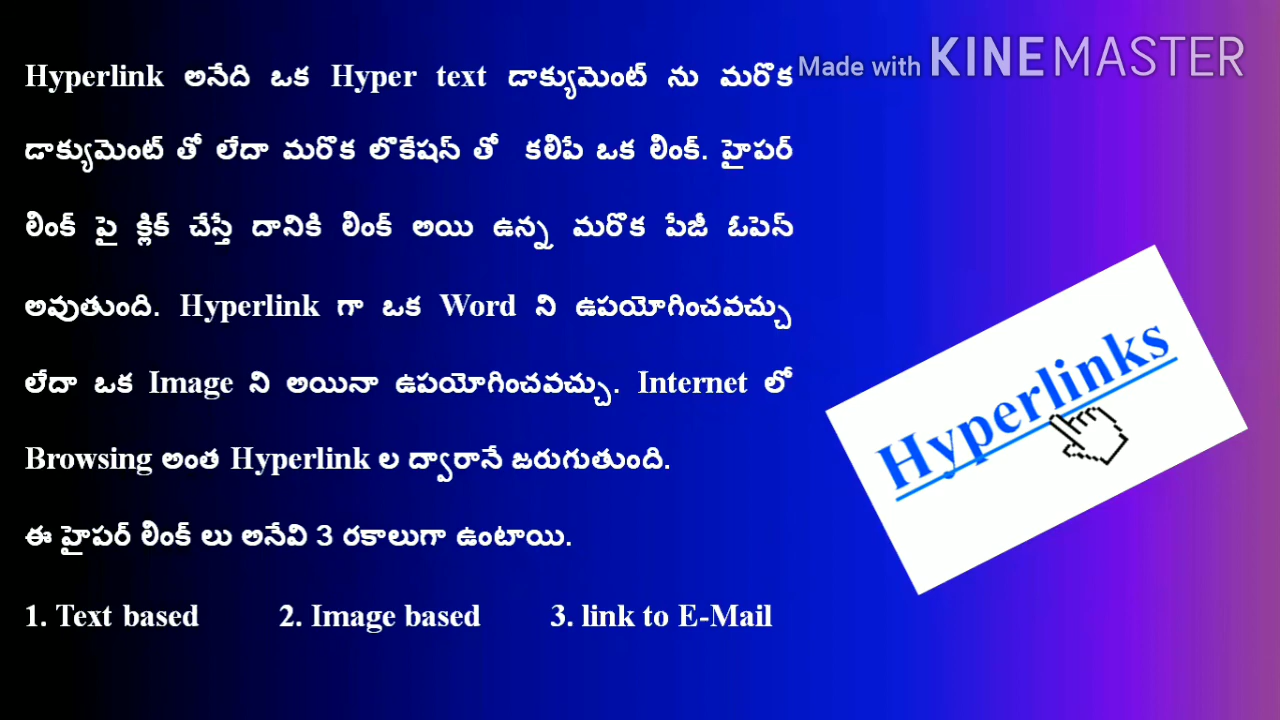 Hyperlink అనేది ఒక Hyper text డాక్యుమెంట్ ను మరొక
డాక్యుమెంట్ తో లేదా మరొక లొకేషన్ తో కలిపే ఒక లింక్. హైపర్
లింక్ పై క్లిక్ చేస్తే దానికి లింక్ అయి ఉన్న మరొక పేజీ ఓపెన్
అవుతుంది. Hyperlink గా ఒక Word ని ఉపయోగించవచ్చు
లేదా ఒక Image ని అయినా ఉపయోగించవచ్చు. Internet లో
Browsing అంత Hyperlink ల ద్వారానే జరుగుతుంది.
ఈ హైపర్ లింక్ లు అనేవి 3 రకాలుగా ఉంటాయి.
1. Text based 2. Image based 3. link to E-Mail
Made with KINEMASTER
Hyperlinks